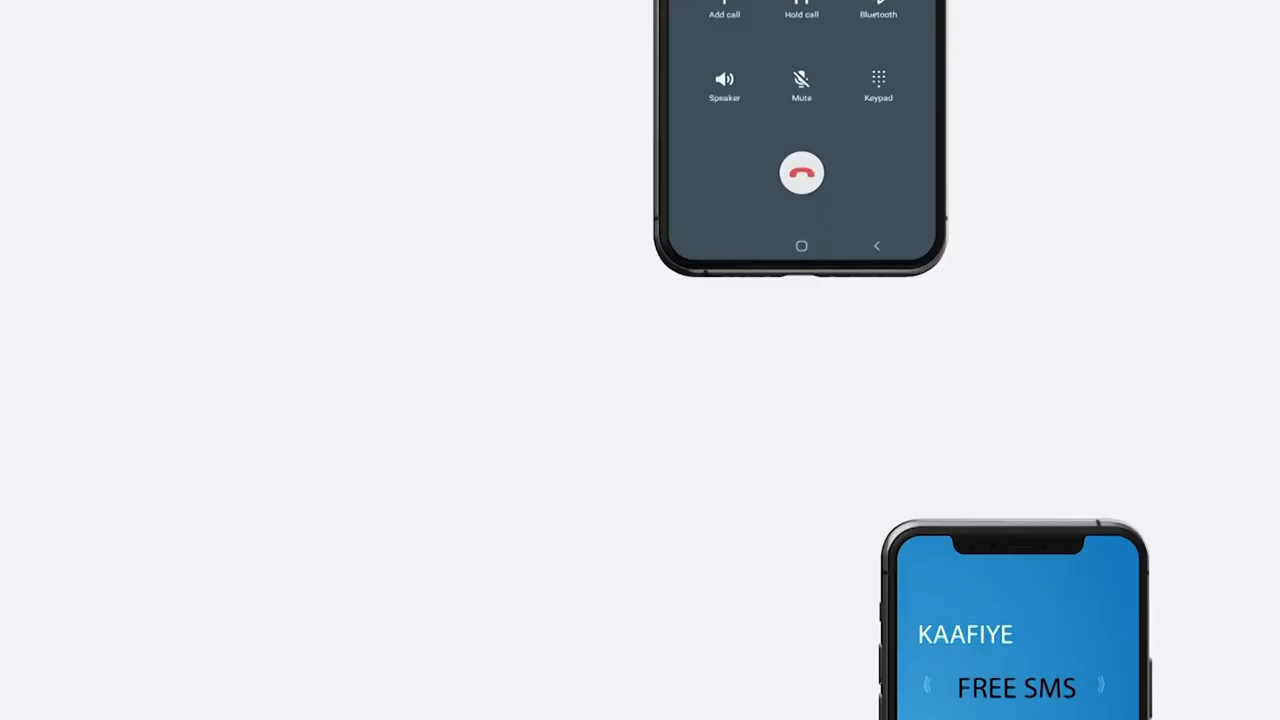 Add call Hold call Bluetooth
Speaker Mute Keypad
KAAFIYE
FREE SMS